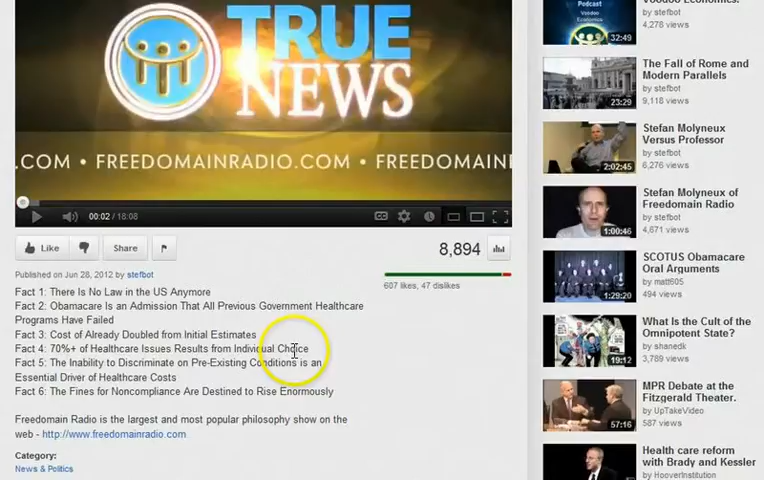 TRUE
NEWS
.COM • FREEDOMAINRADIO.COM • FREEDOMAINI
00:02 / 18:08
CC
Like
Share
8,894
Published on Jun 28, 2012 by stefbot
607 likes, 47 dislikes
Fact 1: There Is No Law in the US Anymore
Fact 2: Obamacare Is an Admission That All Previous Government Healthcare
Programs Have Failed
Fact 3: Cost of Already Doubled from Initial Estimates
Fact 4: 70%+ of Healthcare Issues Results from Individual Choice
Fact 5: The Inability to Discriminate on Pre-Existing Conditions is an
Essential Driver of Healthcare Costs
Fact 6: The Fines for Noncompliance Are Destined to Rise Enormously
Freedomain Radio is the largest and most popular philosophy show on the
web - http://www.freedomainradio.com
Category:
News & Politics
Podcast
Voodoo
Economics
32:49
Voodoo Economics.
by stefbot
4,278 views
23:29
The Fall of Rome and
Modern Parallels
by stefbot
9,118 views
2:02:45
Stefan Molyneux
Versus Professor
by stefbot
6,276 views
1:00:46
Stefan Molyneux of
Freedomain Radio
by stefbot
4,671 views
1:29:20
SCOTUS Obamacare
Oral Arguments
by matt605
494 views
19:12
What Is the Cult of the
Omnipotent State?
by shanedk
3,789 views
57:16
MPR Debate at the
Fitzgerald Theater.
by UpTakeVideo
587 views
Health care reform
with Brady and Kessler
by HooverInstitution